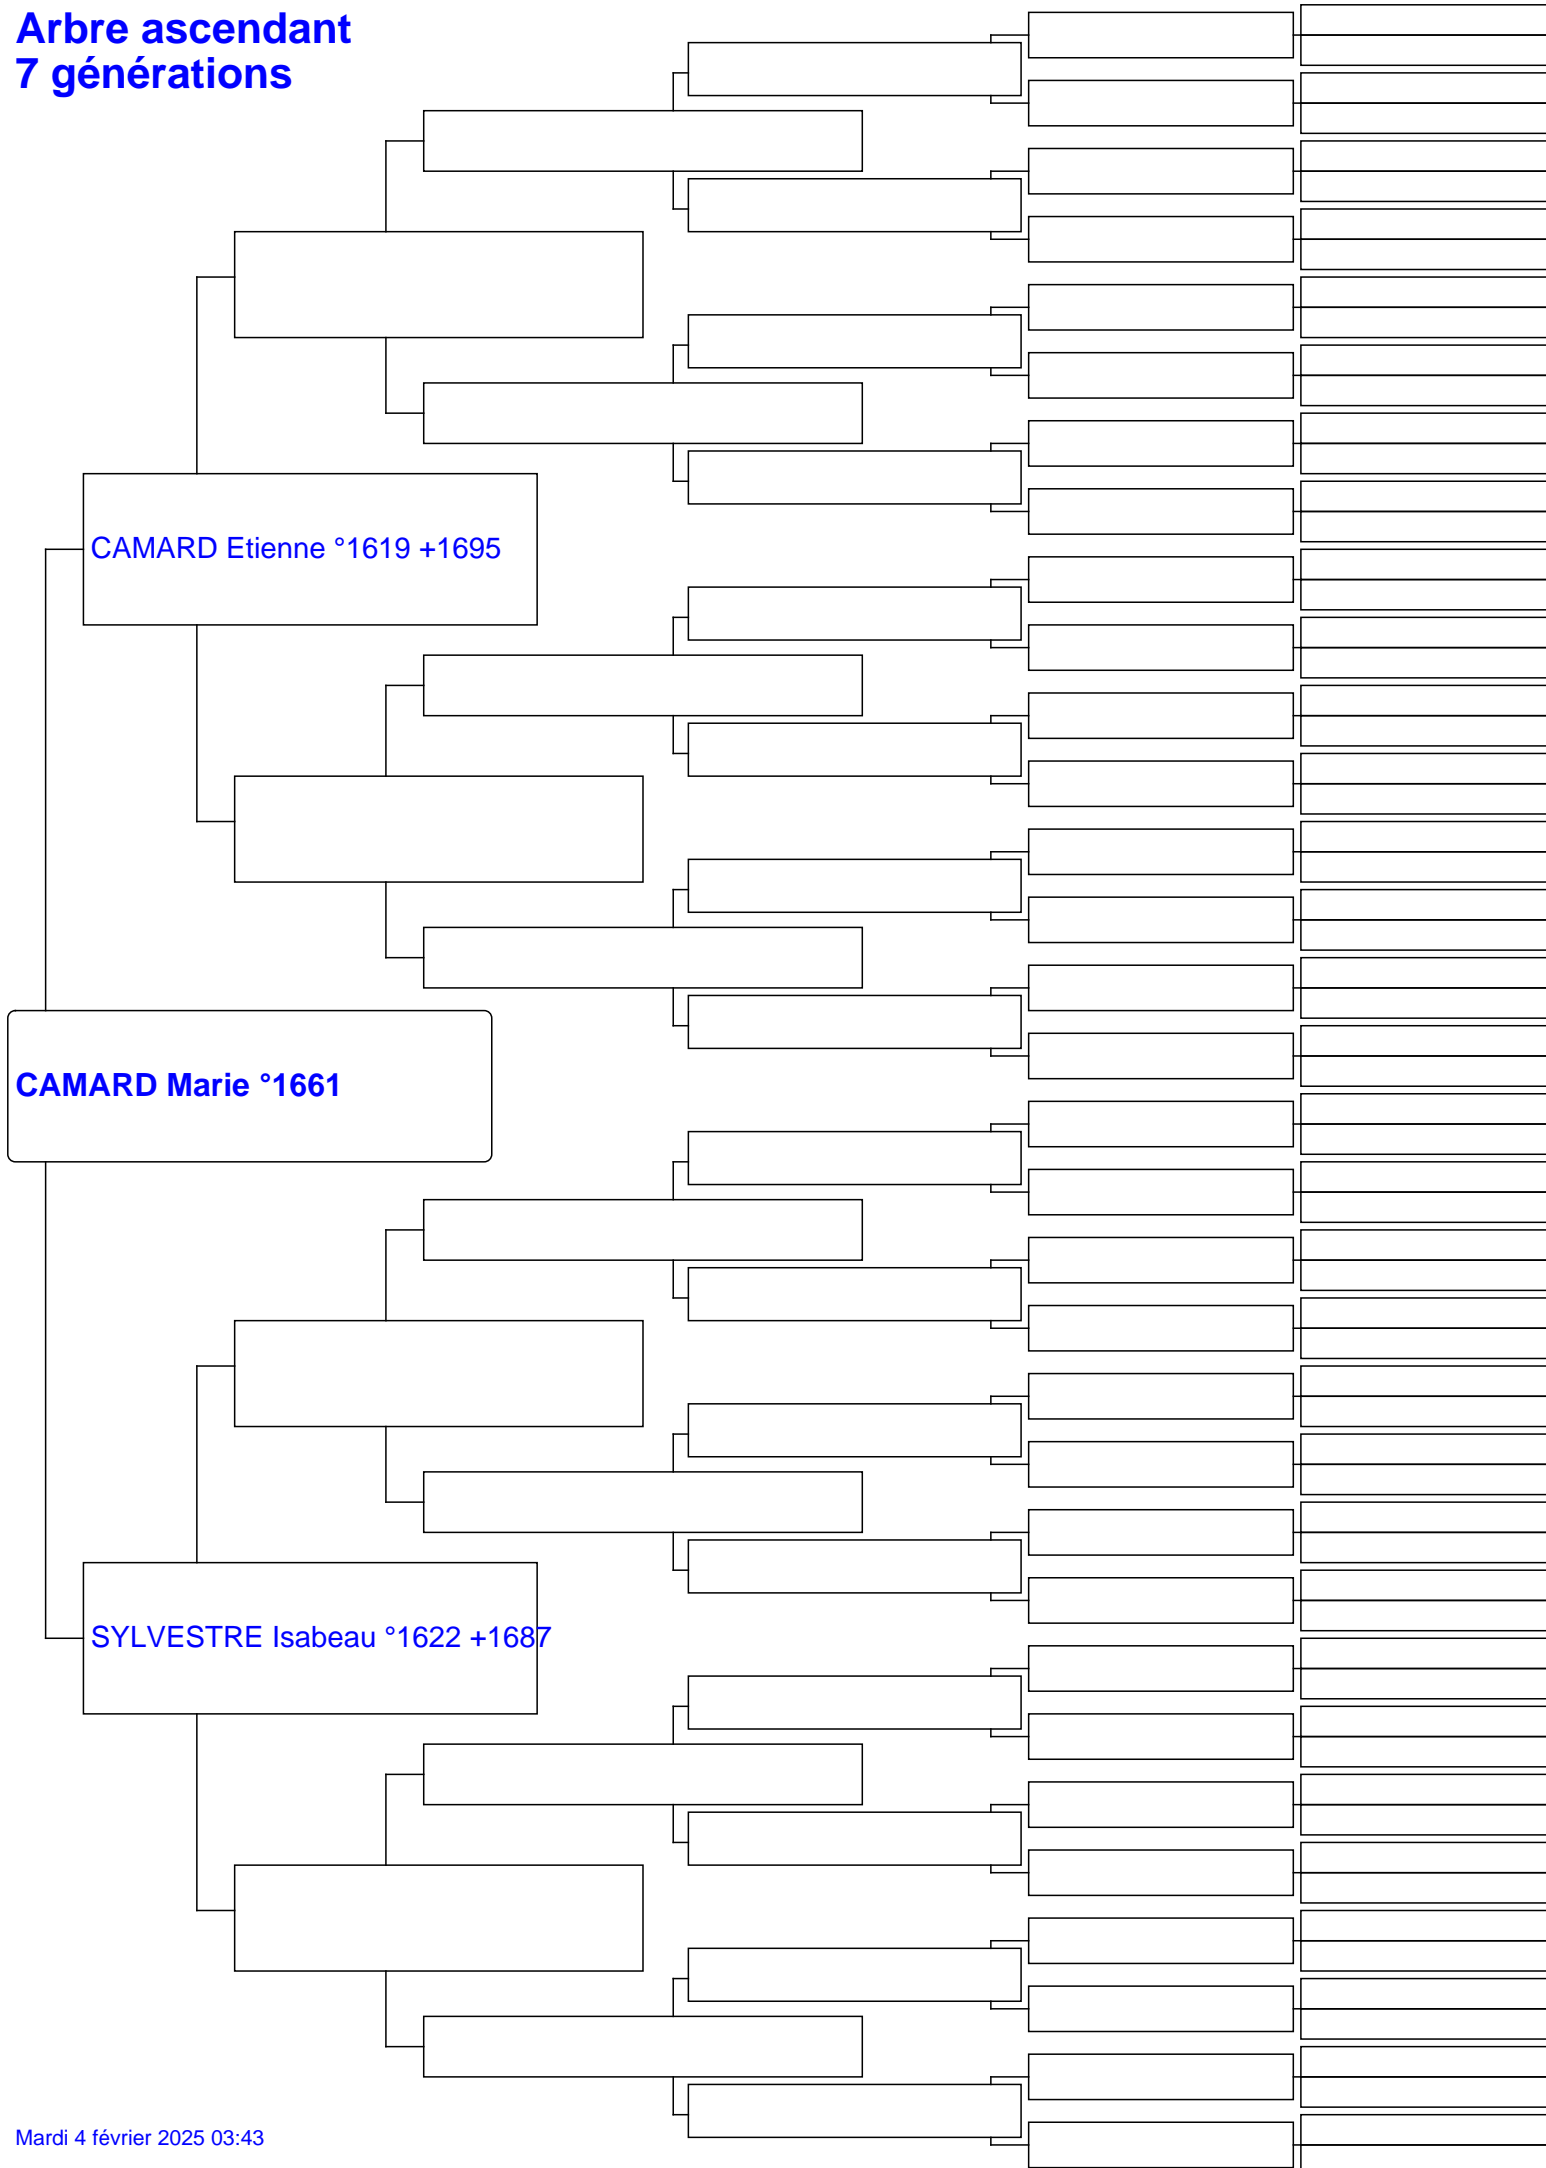 Arbre ascendant
7 générations
CAMARD Etienne °1619 +1695
CAMARD Marie °1661
SYLVESTRE Isabeau °1622 +1687
Mardi 4 février 2025 03:43